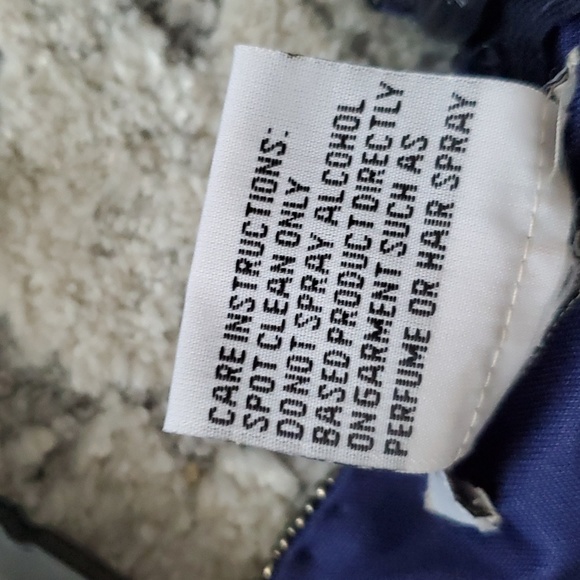 CARE INSTRUCTIONS:
SPOT CLEAN ONLY
DO NOT SPRAY ALCOHOL
BASED PRODUCT DIRECTLY
ON GARMENT SUCH AS
PERFUME OR HAIR SPRAY